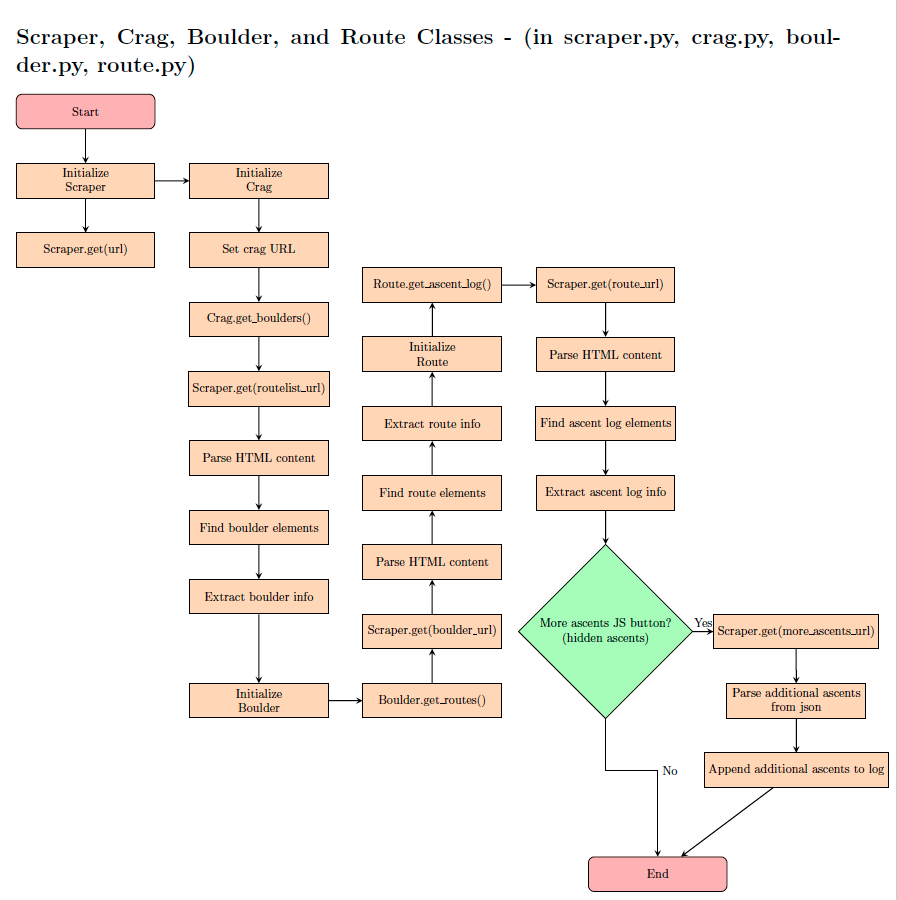 Scraper, Crag, Boulder, and Route Classes - (in scraper.py, crag.py, boul-
der.py, route.py)
Start
Initialize
Scraper
Scraper.get(url)
Initialize
Crag
Set crag URL
Crag.get_boulders()
Scraper.get(routelist_url)
Parse HTML content
Find boulder elements
Extract boulder info
Initialize
Boulder
Boulder.get_routes()
Scraper.get(boulder_url)
Parse HTML content
Find route elements
Extract route info
Initialize
Route
Route.get_ascent_log()
Scraper.get(route_url)
Parse HTML content
Find ascent log elements
Extract ascent log info
More ascents JS button?
(hidden ascents)
Yes
Scraper.get(more_ascents_url)
Parse additional ascents
from json
Append additional ascents to log
No
End